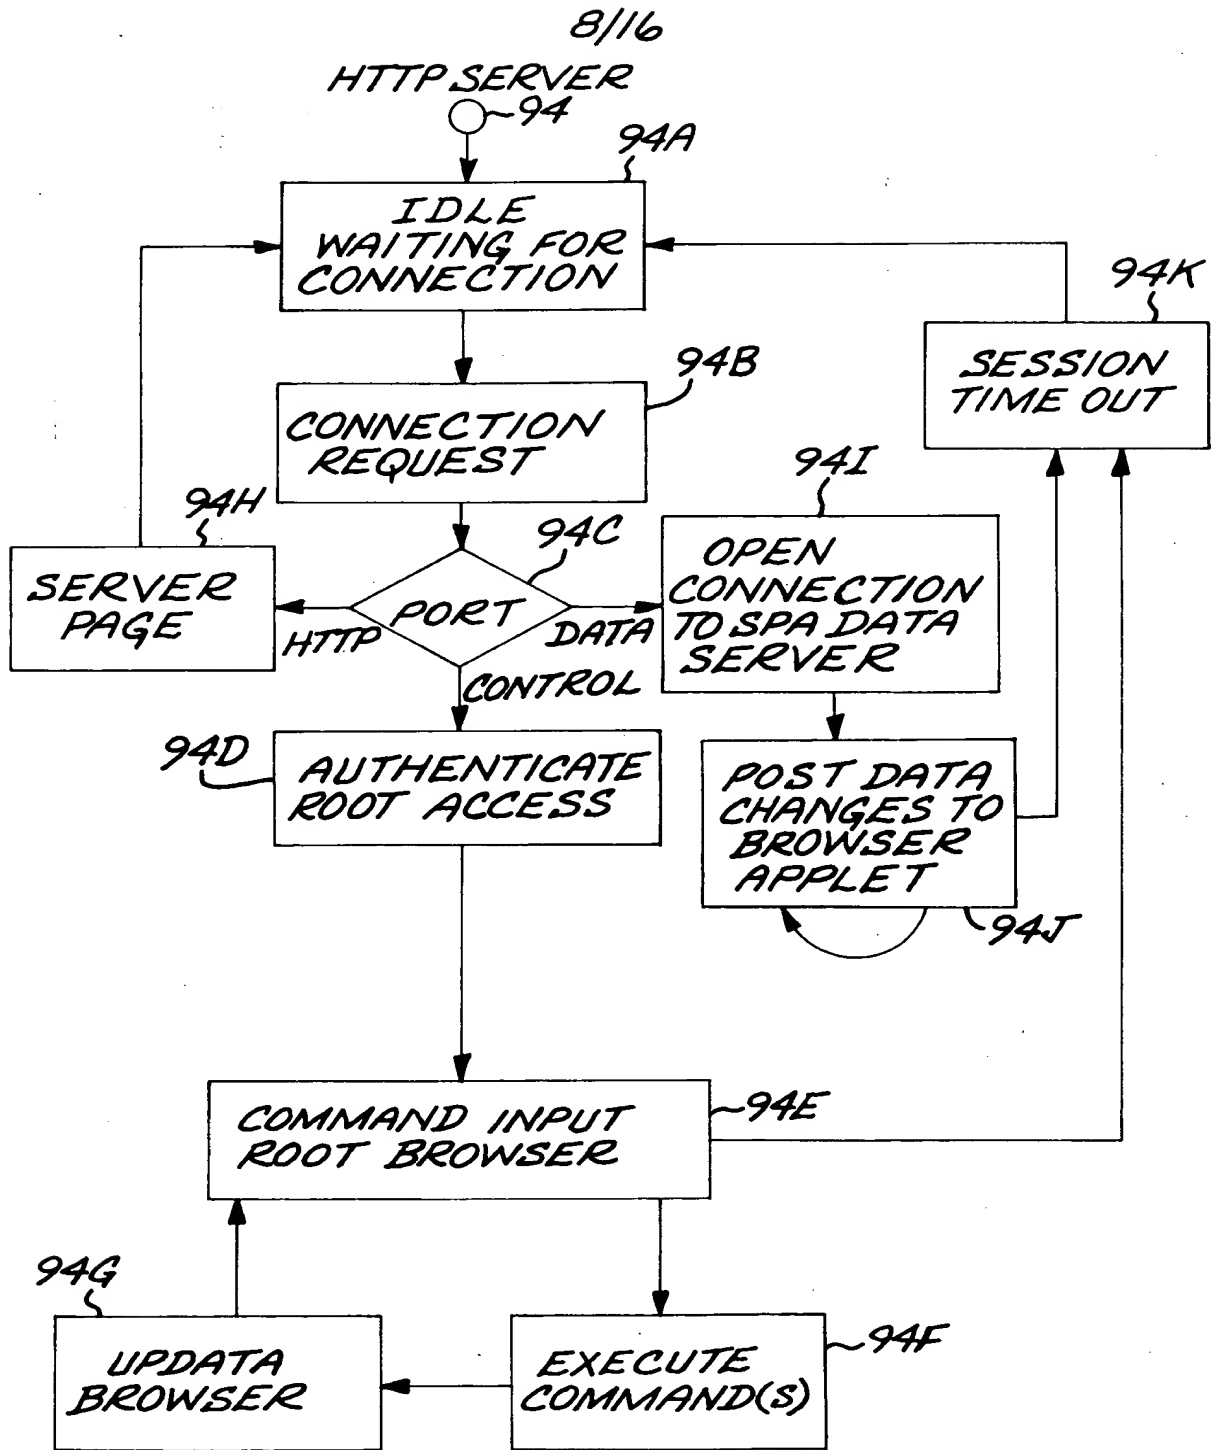 8/16
HTTP SERVER
94
94A
IDLE
WAITING FOR
CONNECTION
94K
SESSION
TIME OUT
94B
CONNECTION
REQUEST
94I
OPEN
CONNECTION
TO SPA DATA
SERVER
94H
SERVER
PAGE
94C
PORT
HTTP
DATA
CONTROL
94D
AUTHENTICATE
ROOT ACCESS
POST DATA
CHANGES TO
BROWSER
APPLET
94J
COMMAND INPUT
ROOT BROWSER
94E
94G
UPDATA
BROWSER
EXECUTE
COMMAND(S)
94F